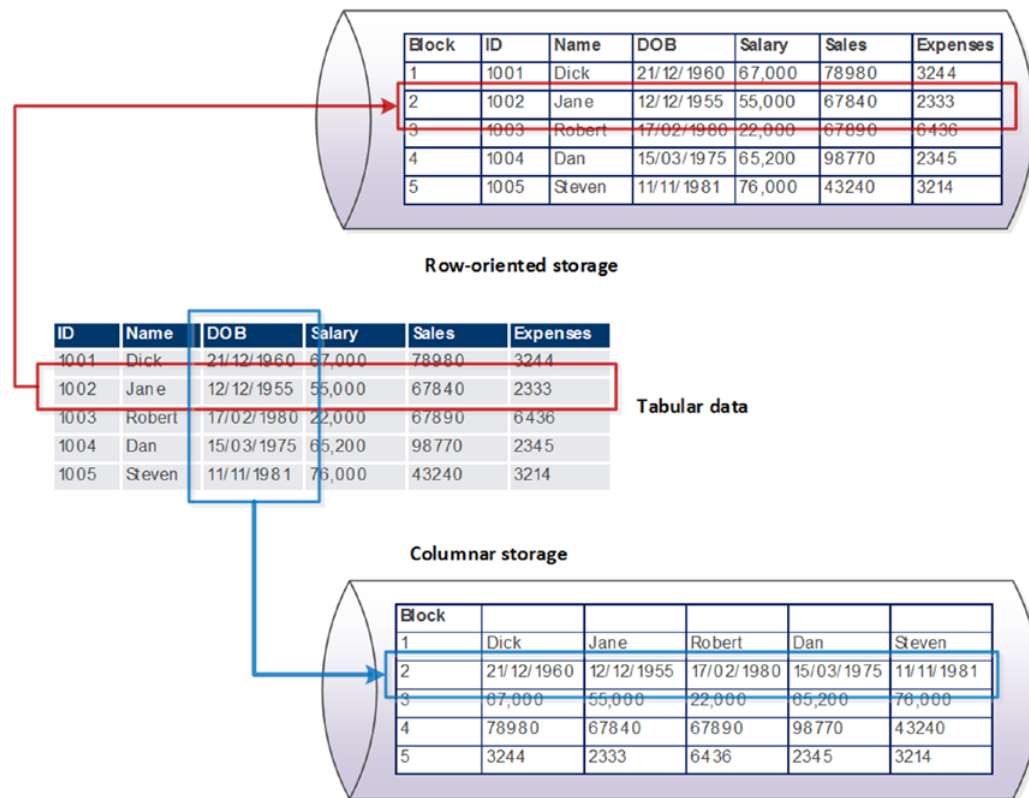 Block ID Name DOB Salary Sales Expenses
1 1001 Dick 21/12/1960 67,000 78980 3244
2 1002 Jane 12/12/1955 55,000 67840 2333
3 1003 Robert 17/02/1980 22,000 67890 6436
4 1004 Dan 15/03/1975 65,200 98770 2345
5 1005 Steven 11/11/1981 76,000 43240 3214
Row-oriented storage
ID Name DOB Salary Sales Expenses
1001 Dick 21/12/1960 67,000 78980 3244
1002 Jane 12/12/1955 55,000 67840 2333
1003 Robert 17/02/1980 22,000 67890 6436
1004 Dan 15/03/1975 65,200 98770 2345
1005 Steven 11/11/1981 76,000 43240 3214
Tabular data
Columnar storage
Block
1 Dick Jane Robert Dan Steven
2 21/12/1960 12/12/1955 17/02/1980 15/03/1975 11/11/1981
3 67,000 55,000 22,000 65,200 76,000
4 78980 67840 67890 98770 43240
5 3244 2333 6436 2345 3214